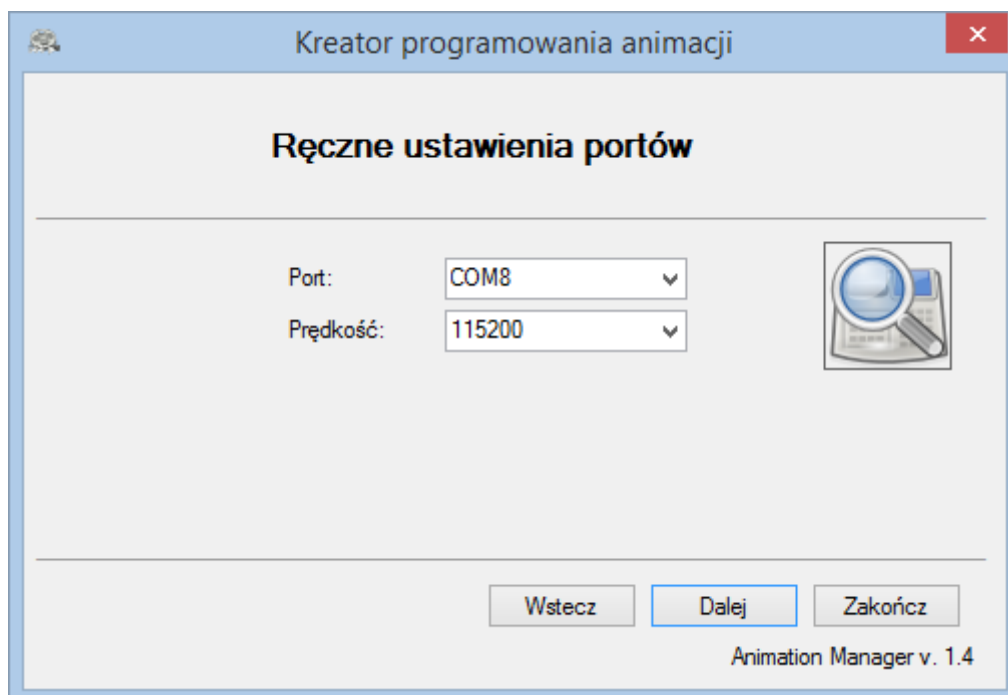 Kreator programowania animacji
Ręczne ustawienia portów
Port: COM8
Prędkość: 115200
Wstecz Dalej Zakończ
Animation Manager v. 1.4